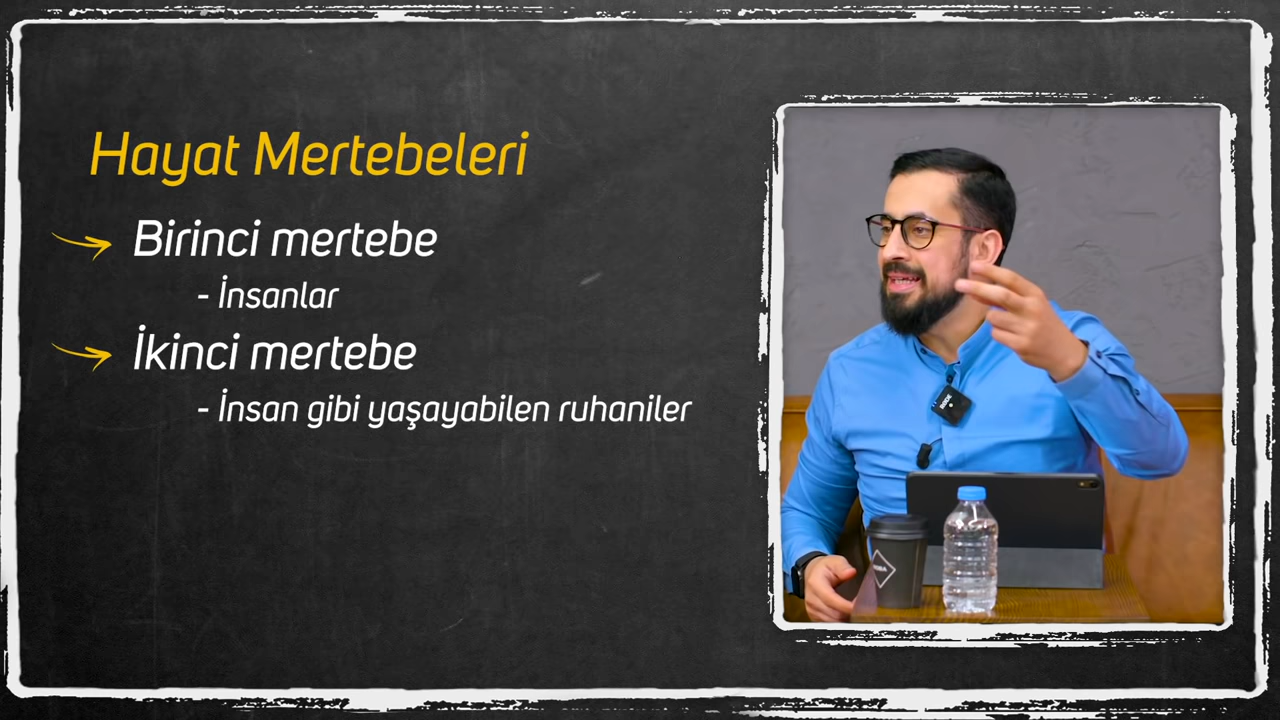 Hayat Mertebeleri
Birinci mertebe
- İnsanlar
İkinci mertebe
- İnsan gibi yaşayabilen ruhaniler